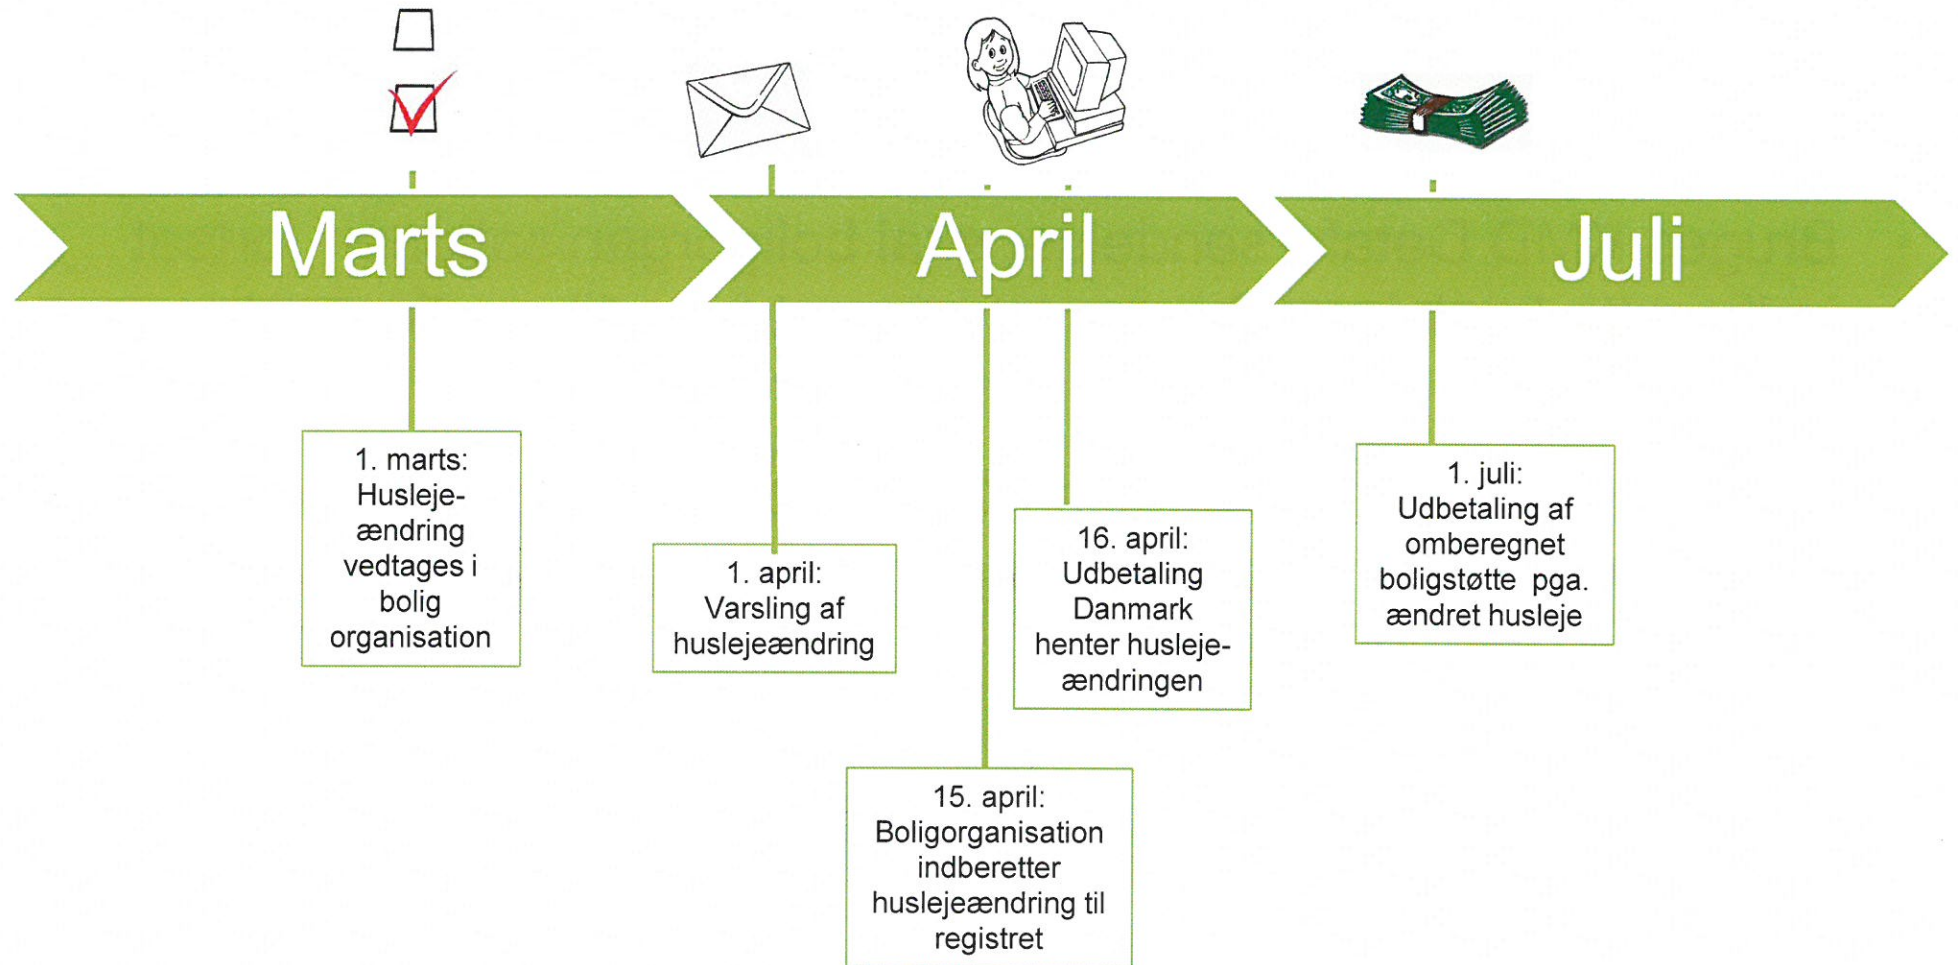 Marts
April
Juli
1. marts:
Husleje-
ændring
vedtages i
bolig
organisation
1. april:
Varsling af
huslejeændring
15. april:
Boligorganisation
indberetter
huslejeændring til
registret
16. april:
Udbetaling
Danmark
henter husleje-
ændringen
1. juli:
Udbetaling af
omberegnet
boligstøtte pga.
ændret husleje